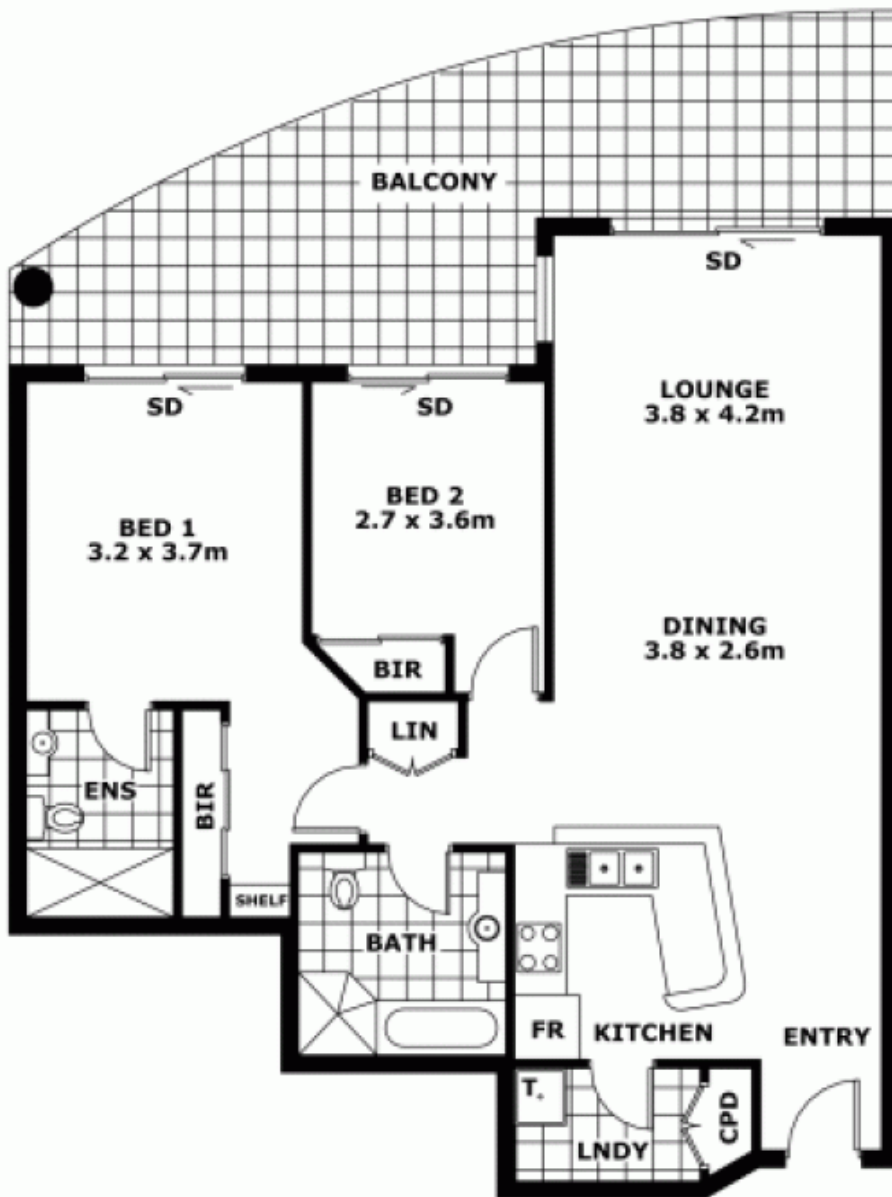 BALCONY
SD
LOUNGE
3.8 x 4.2m
SD
SD
BED 1
3.2 x 3.7m
BED 2
2.7 x 3.6m
DINING
3.8 x 2.6m
BIR
LIN
ENS
BIR
SHELF
BATH
FR
KITCHEN
ENTRY
T.
LNDY
CPD